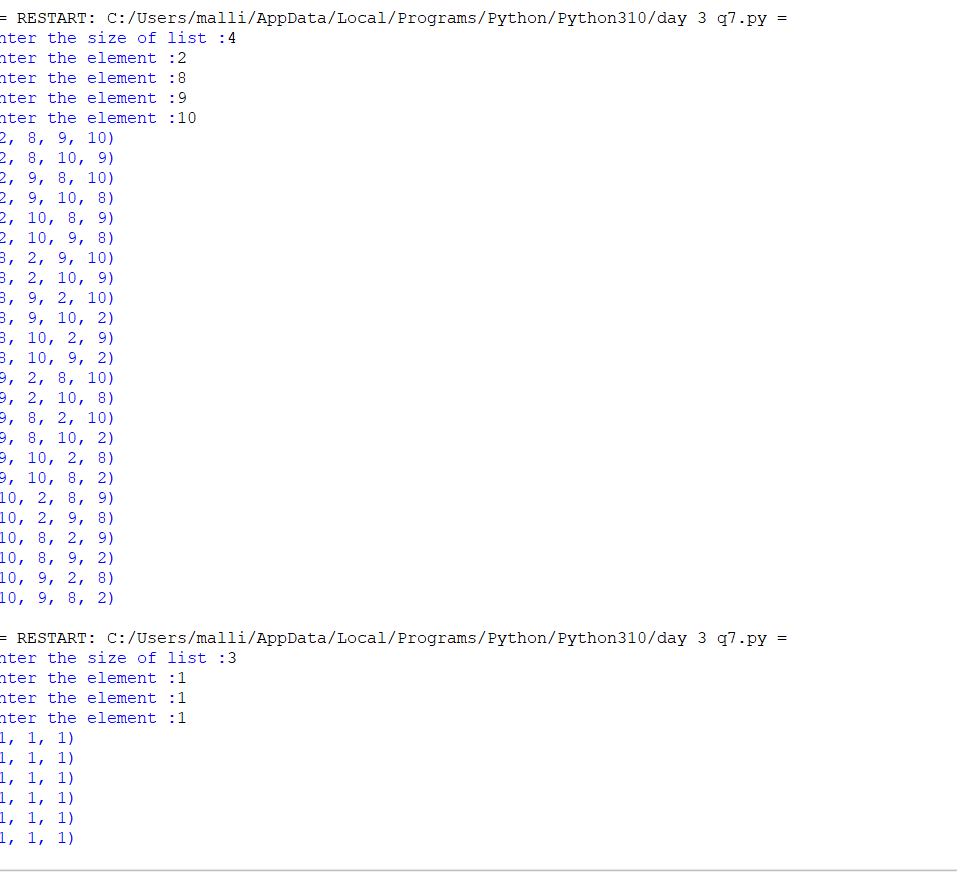 = RESTART: C:/Users/malli/AppData/Local/Programs/Python/Python310/day 3 q7.py =
nter the size of list :4
nter the element :2
nter the element :8
nter the element :9
nter the element :10
2, 8, 9, 10)
2, 8, 10, 9)
2, 9, 8, 10)
2, 9, 10, 8)
2, 10, 8, 9)
2, 10, 9, 8)
8, 2, 9, 10)
8, 2, 10, 9)
8, 9, 2, 10)
8, 9, 10, 2)
8, 10, 2, 9)
8, 10, 9, 2)
9, 2, 8, 10)
9, 2, 10, 8)
9, 8, 2, 10)
9, 8, 10, 2)
9, 10, 2, 8)
9, 10, 8, 2)
10, 2, 8, 9)
10, 2, 9, 8)
10, 8, 2, 9)
10, 8, 9, 2)
10, 9, 2, 8)
10, 9, 8, 2)
= RESTART: C:/Users/malli/AppData/Local/Programs/Python/Python310/day 3 q7.py =
nter the size of list :3
nter the element :1
nter the element :1
nter the element :1
1, 1, 1)
1, 1, 1)
1, 1, 1)
1, 1, 1)
1, 1, 1)
1, 1, 1)